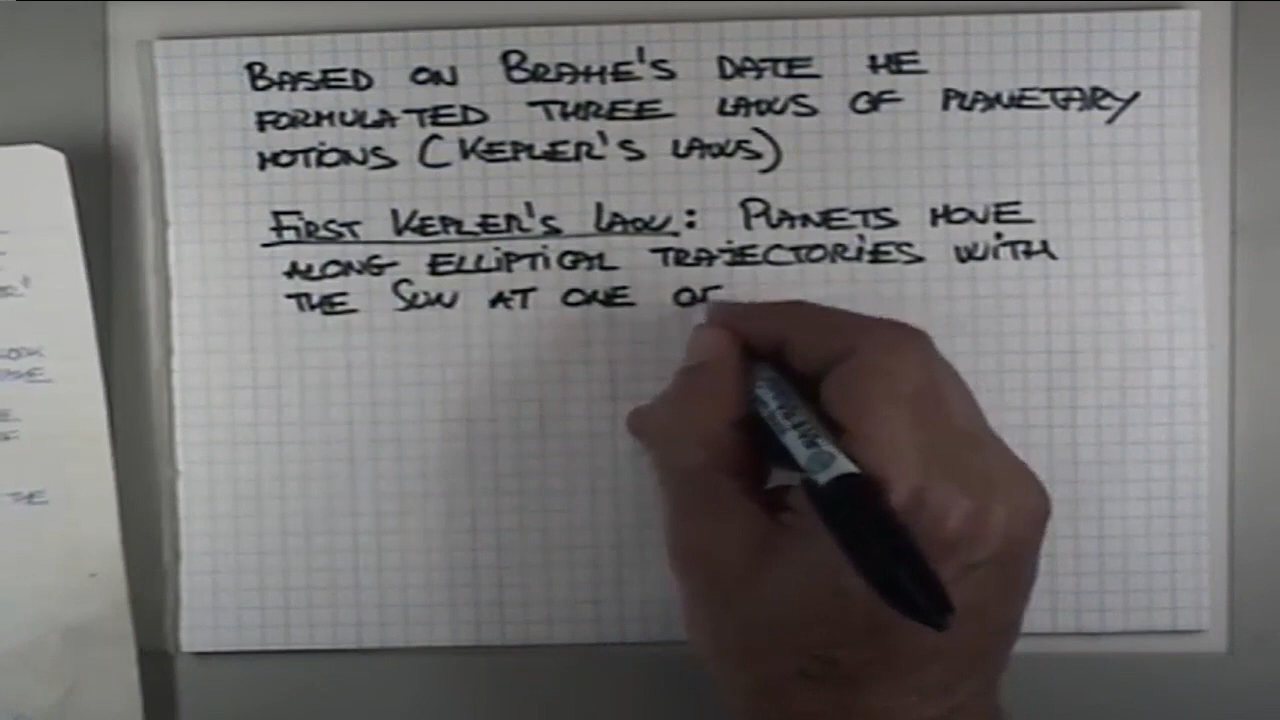 BASED ON BRAHE'S DATE HE
FORMULATED THREE LAWS OF PLANETARY
MOTIONS (KEPLER'S LAWS)
FIRST KEPLER'S LAW: PLANETS MOVE
ALONG ELLIPTICAL TRAJECTORIES WITH
THE SUN AT ONE OF